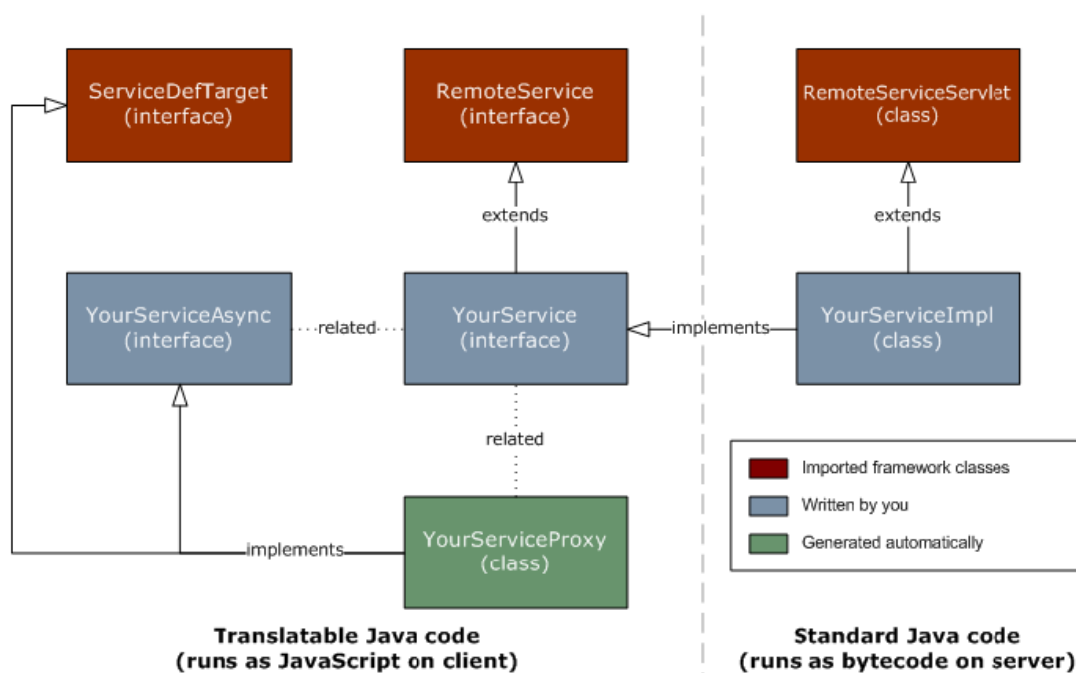 ServiceDefTarget
(interface)
RemoteService
(interface)
RemoteServiceServlet
(class)
extends
extends
YourServiceAsync
(interface)
related
YourService
(interface)
implements
YourServiceImpl
(class)
related
Imported framework classes
Written by you
Generated automatically
implements
YourServiceProxy
(class)
Translatable Java code
(runs as JavaScript on client)
Standard Java code
(runs as bytecode on server)